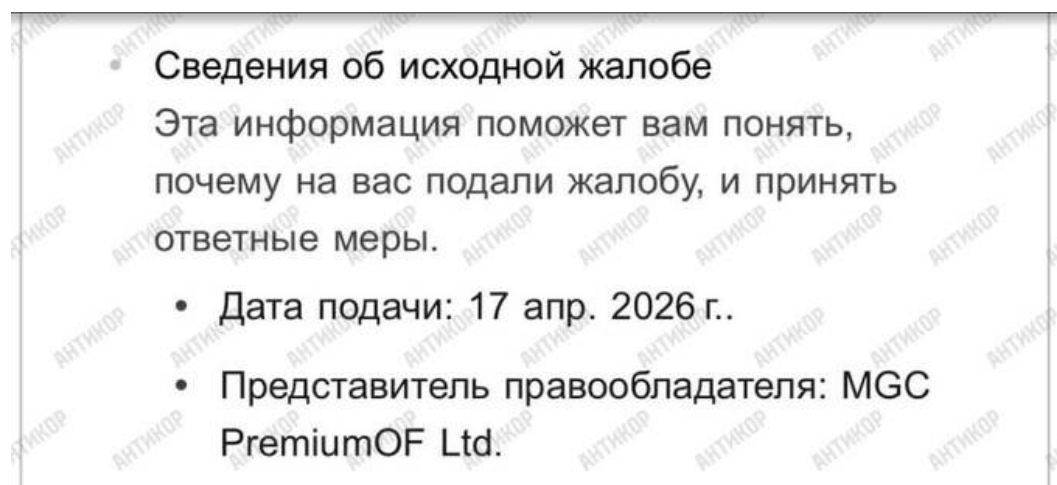 Сведения об исходной жалобе
Эта информация поможет вам понять,
почему на вас подали жалобу, и принять
ответные меры.
Дата подачи: 17 апр. 2026 г..
Представитель правообладателя: MGC
PremiumOF Ltd.
АНТИКОР